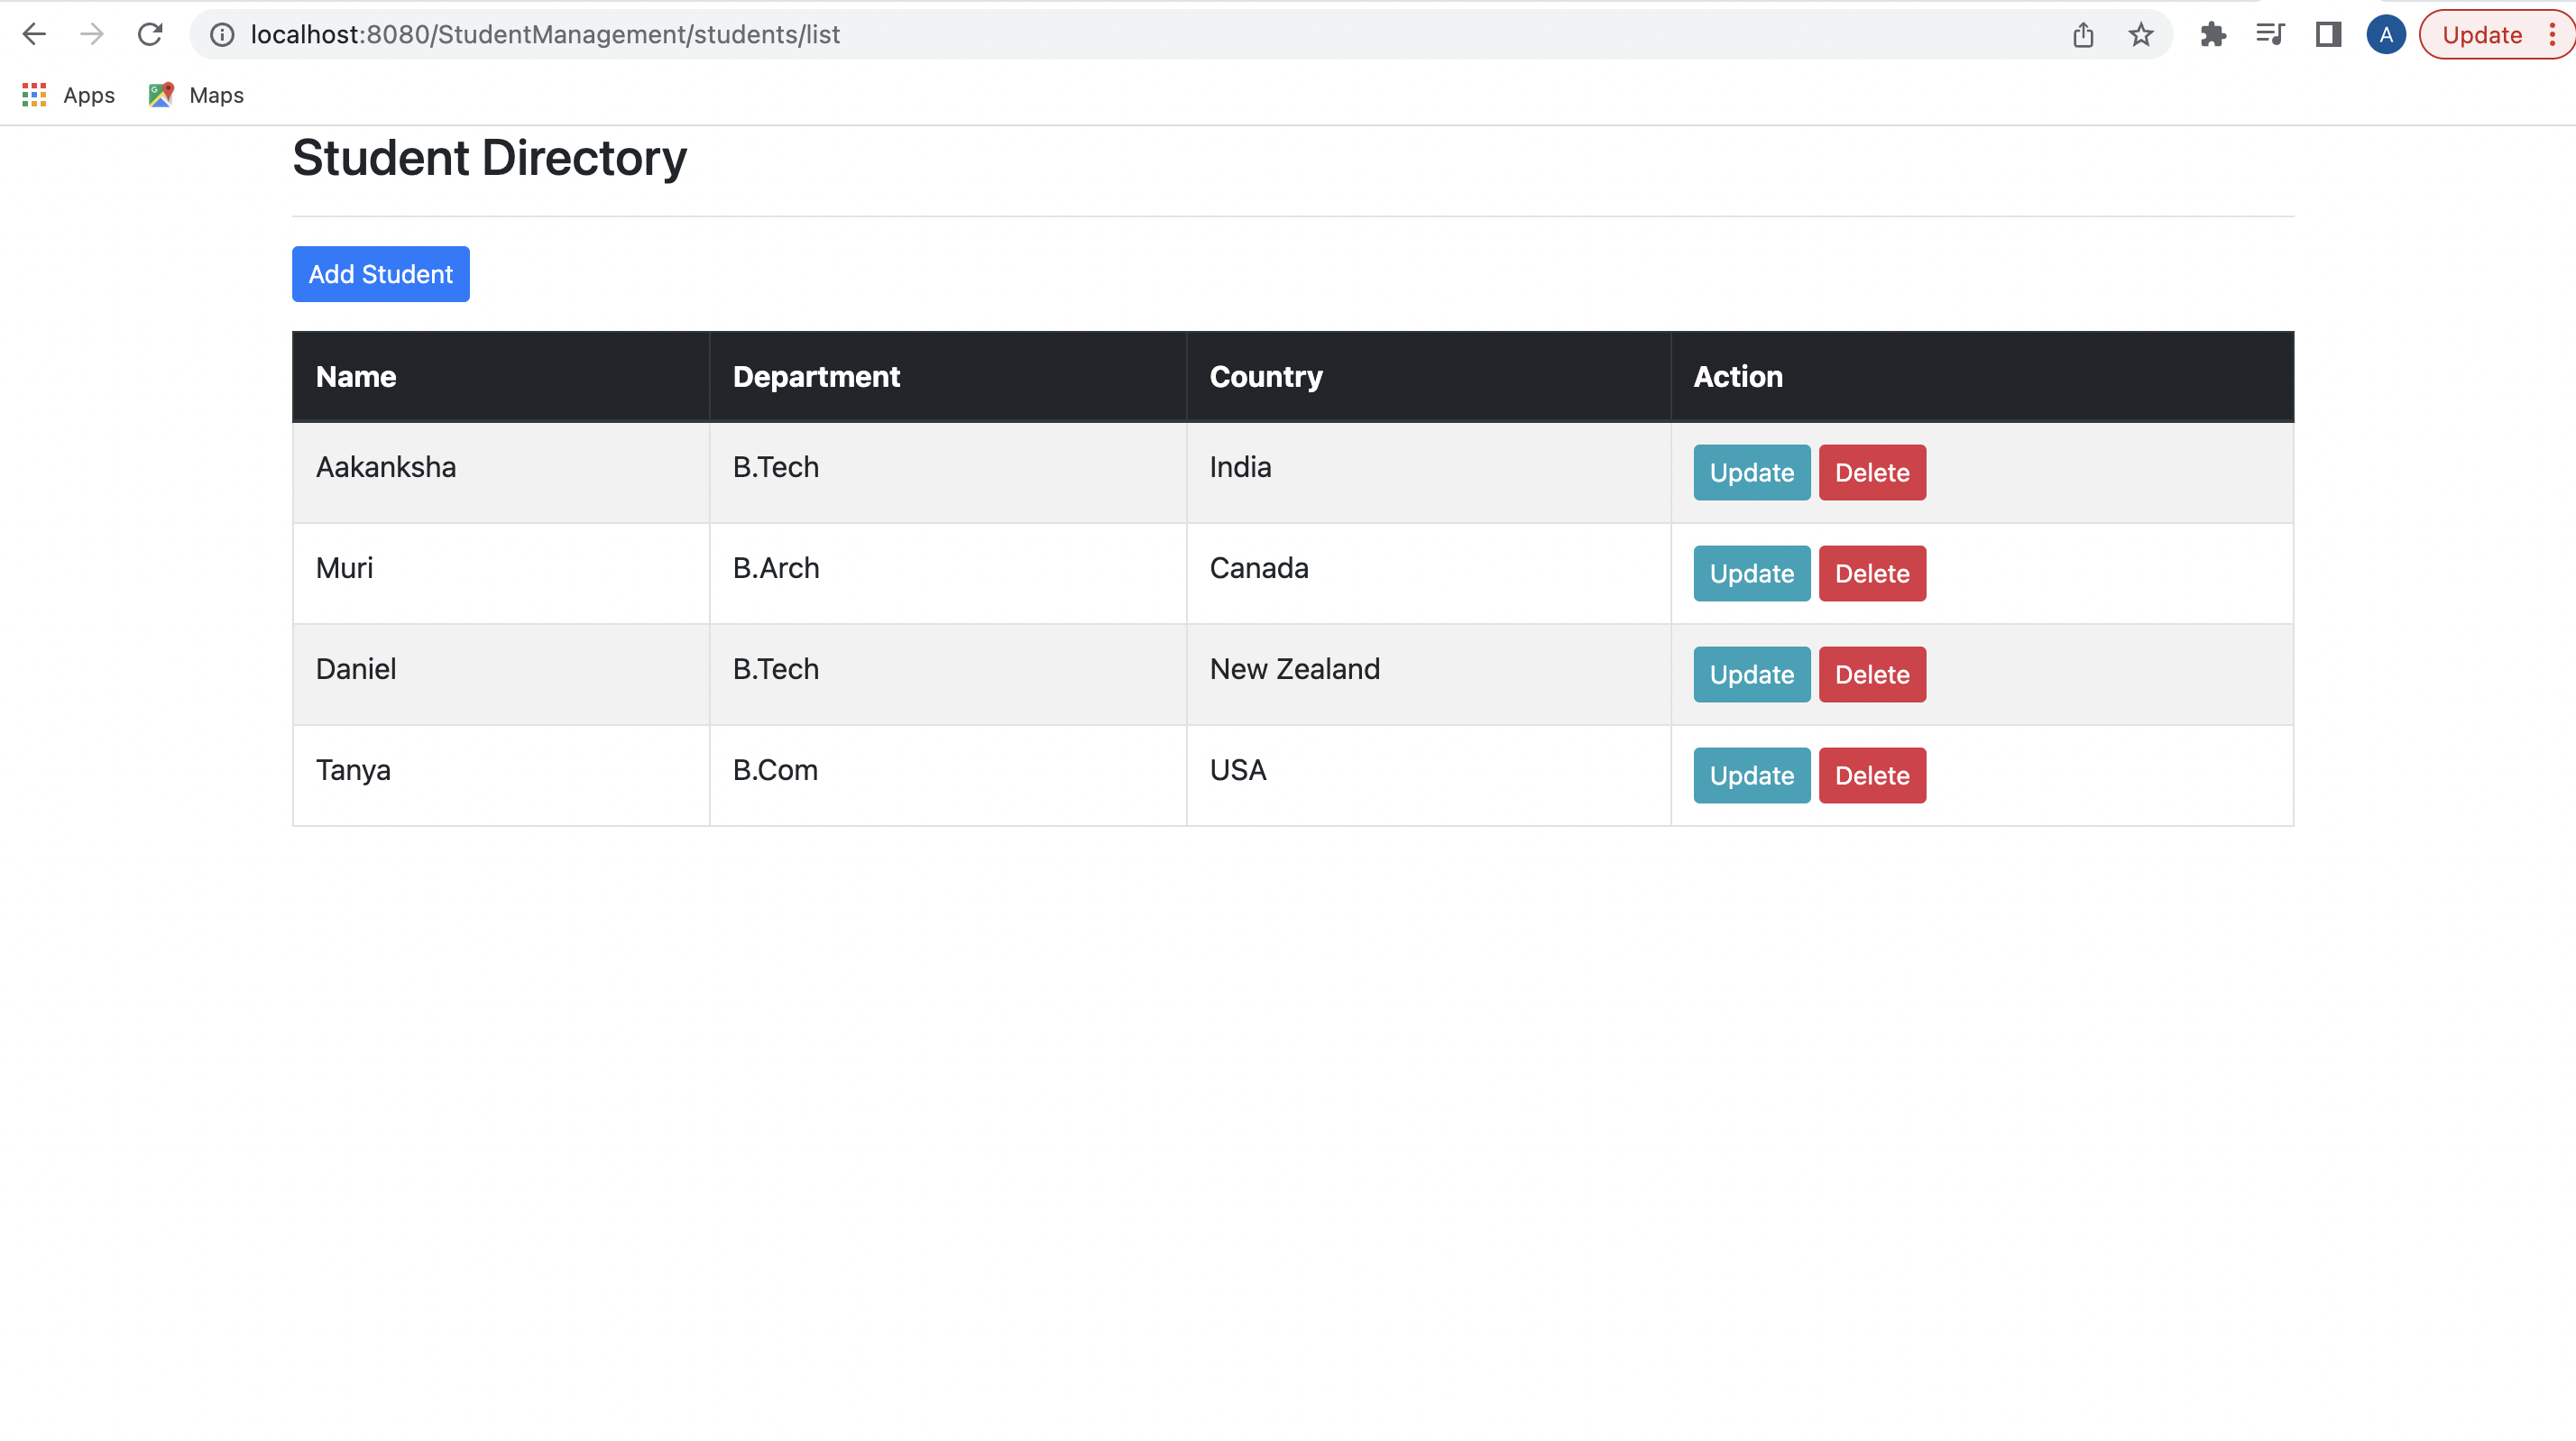 localhost:8080/StudentManagement/students/list A Update
Apps Maps
Student Directory
Add Student
Name Department Country Action
Aakanksha B.Tech India Update Delete
Muri B.Arch Canada Update Delete
Daniel B.Tech New Zealand Update Delete
Tanya B.Com USA Update Delete